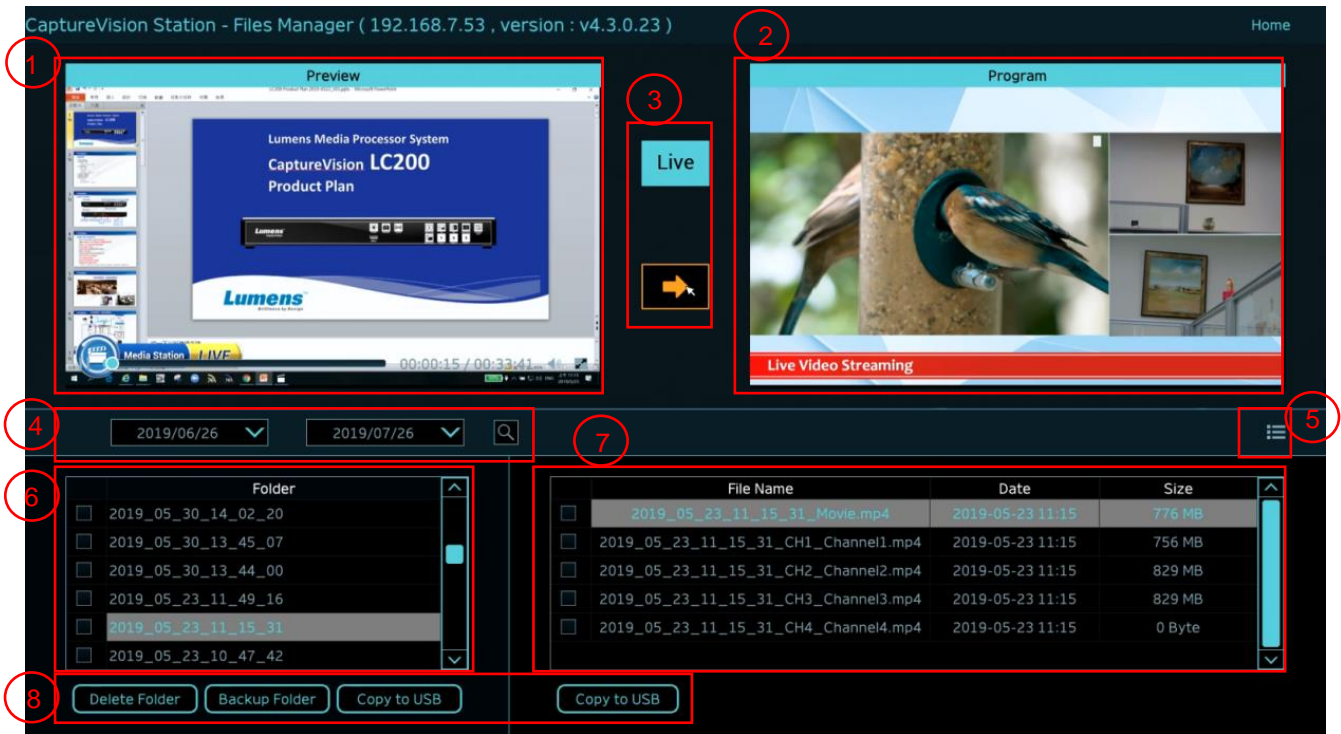 CaptureVision Station - Files Manager ( 192.168.7.53 , version : v4.3.0.23 )
Home
1
2
3
Preview
Program
LC200 Product Plan
Lumens Media Processor System
CaptureVision LC200
Product Plan
Lumens
Lumens
Media Station LIVE
00:00:15 / 00:33:41
Live
Live Video Streaming
4
2019/06/26
2019/07/26
5
6
7
Folder
2019_05_30_14_02_20
2019_05_30_13_45_07
2019_05_30_13_44_00
2019_05_23_11_49_16
2019_05_23_11_15_31
2019_05_23_10_47_42
File Name Date Size
2019_05_23_11_15_31_Movie.mp4 2019-05-23 11:15 776 MB
2019_05_23_11_15_31_CH1_Channel1.mp4 2019-05-23 11:15 756 MB
2019_05_23_11_15_31_CH2_Channel2.mp4 2019-05-23 11:15 829 MB
2019_05_23_11_15_31_CH3_Channel3.mp4 2019-05-23 11:15 829 MB
2019_05_23_11_15_31_CH4_Channel4.mp4 2019-05-23 11:15 0 Byte
8
Delete Folder
Backup Folder
Copy to USB
Copy to USB